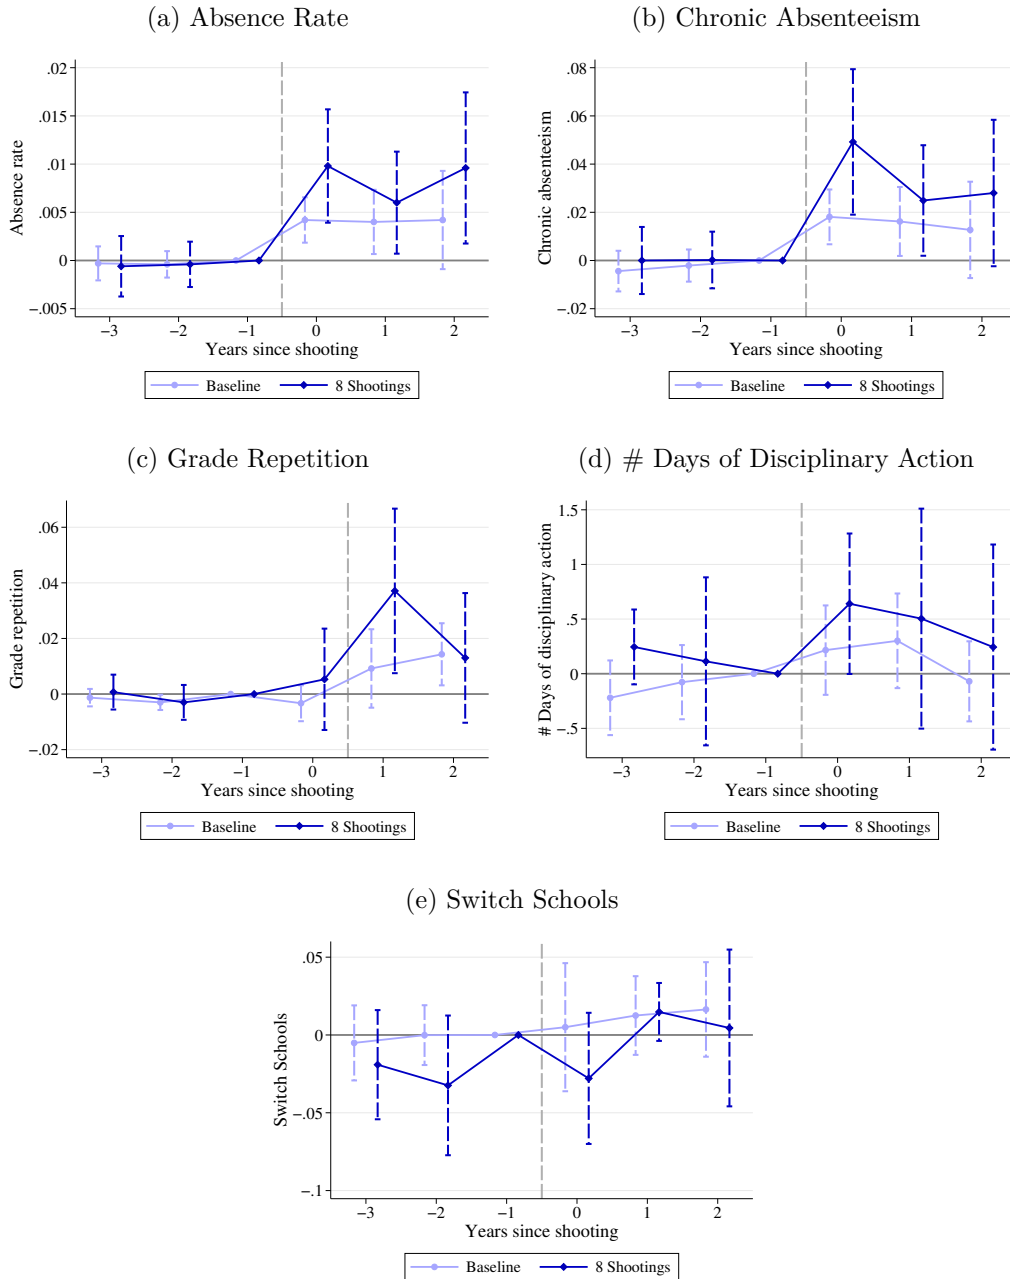 (a) Absence Rate
Absence rate
.02
.015
.01
.005
0
−.005
−3 −2 −1 0 1 2
Years since shooting
Baseline 8 Shootings
(b) Chronic Absenteeism
Chronic absenteeism
.08
.06
.04
.02
0
−.02
−3 −2 −1 0 1 2
Years since shooting
Baseline 8 Shootings
(c) Grade Repetition
Grade repetition
.06
.04
.02
0
−.02
−3 −2 −1 0 1 2
Years since shooting
Baseline 8 Shootings
(d) # Days of Disciplinary Action
# Days of disciplinary action
1.5
1
.5
0
−.5
−3 −2 −1 0 1 2
Years since shooting
Baseline 8 Shootings
(e) Switch Schools
Switch Schools
.05
0
−.05
−.1
−3 −2 −1 0 1 2
Years since shooting
Baseline 8 Shootings